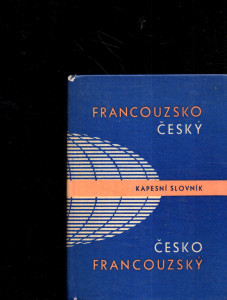 FRANCOUZSKO
ČESKÝ
KAPESNÍ SLOVNÍK
ČESKO
FRANCOUZSKÝ